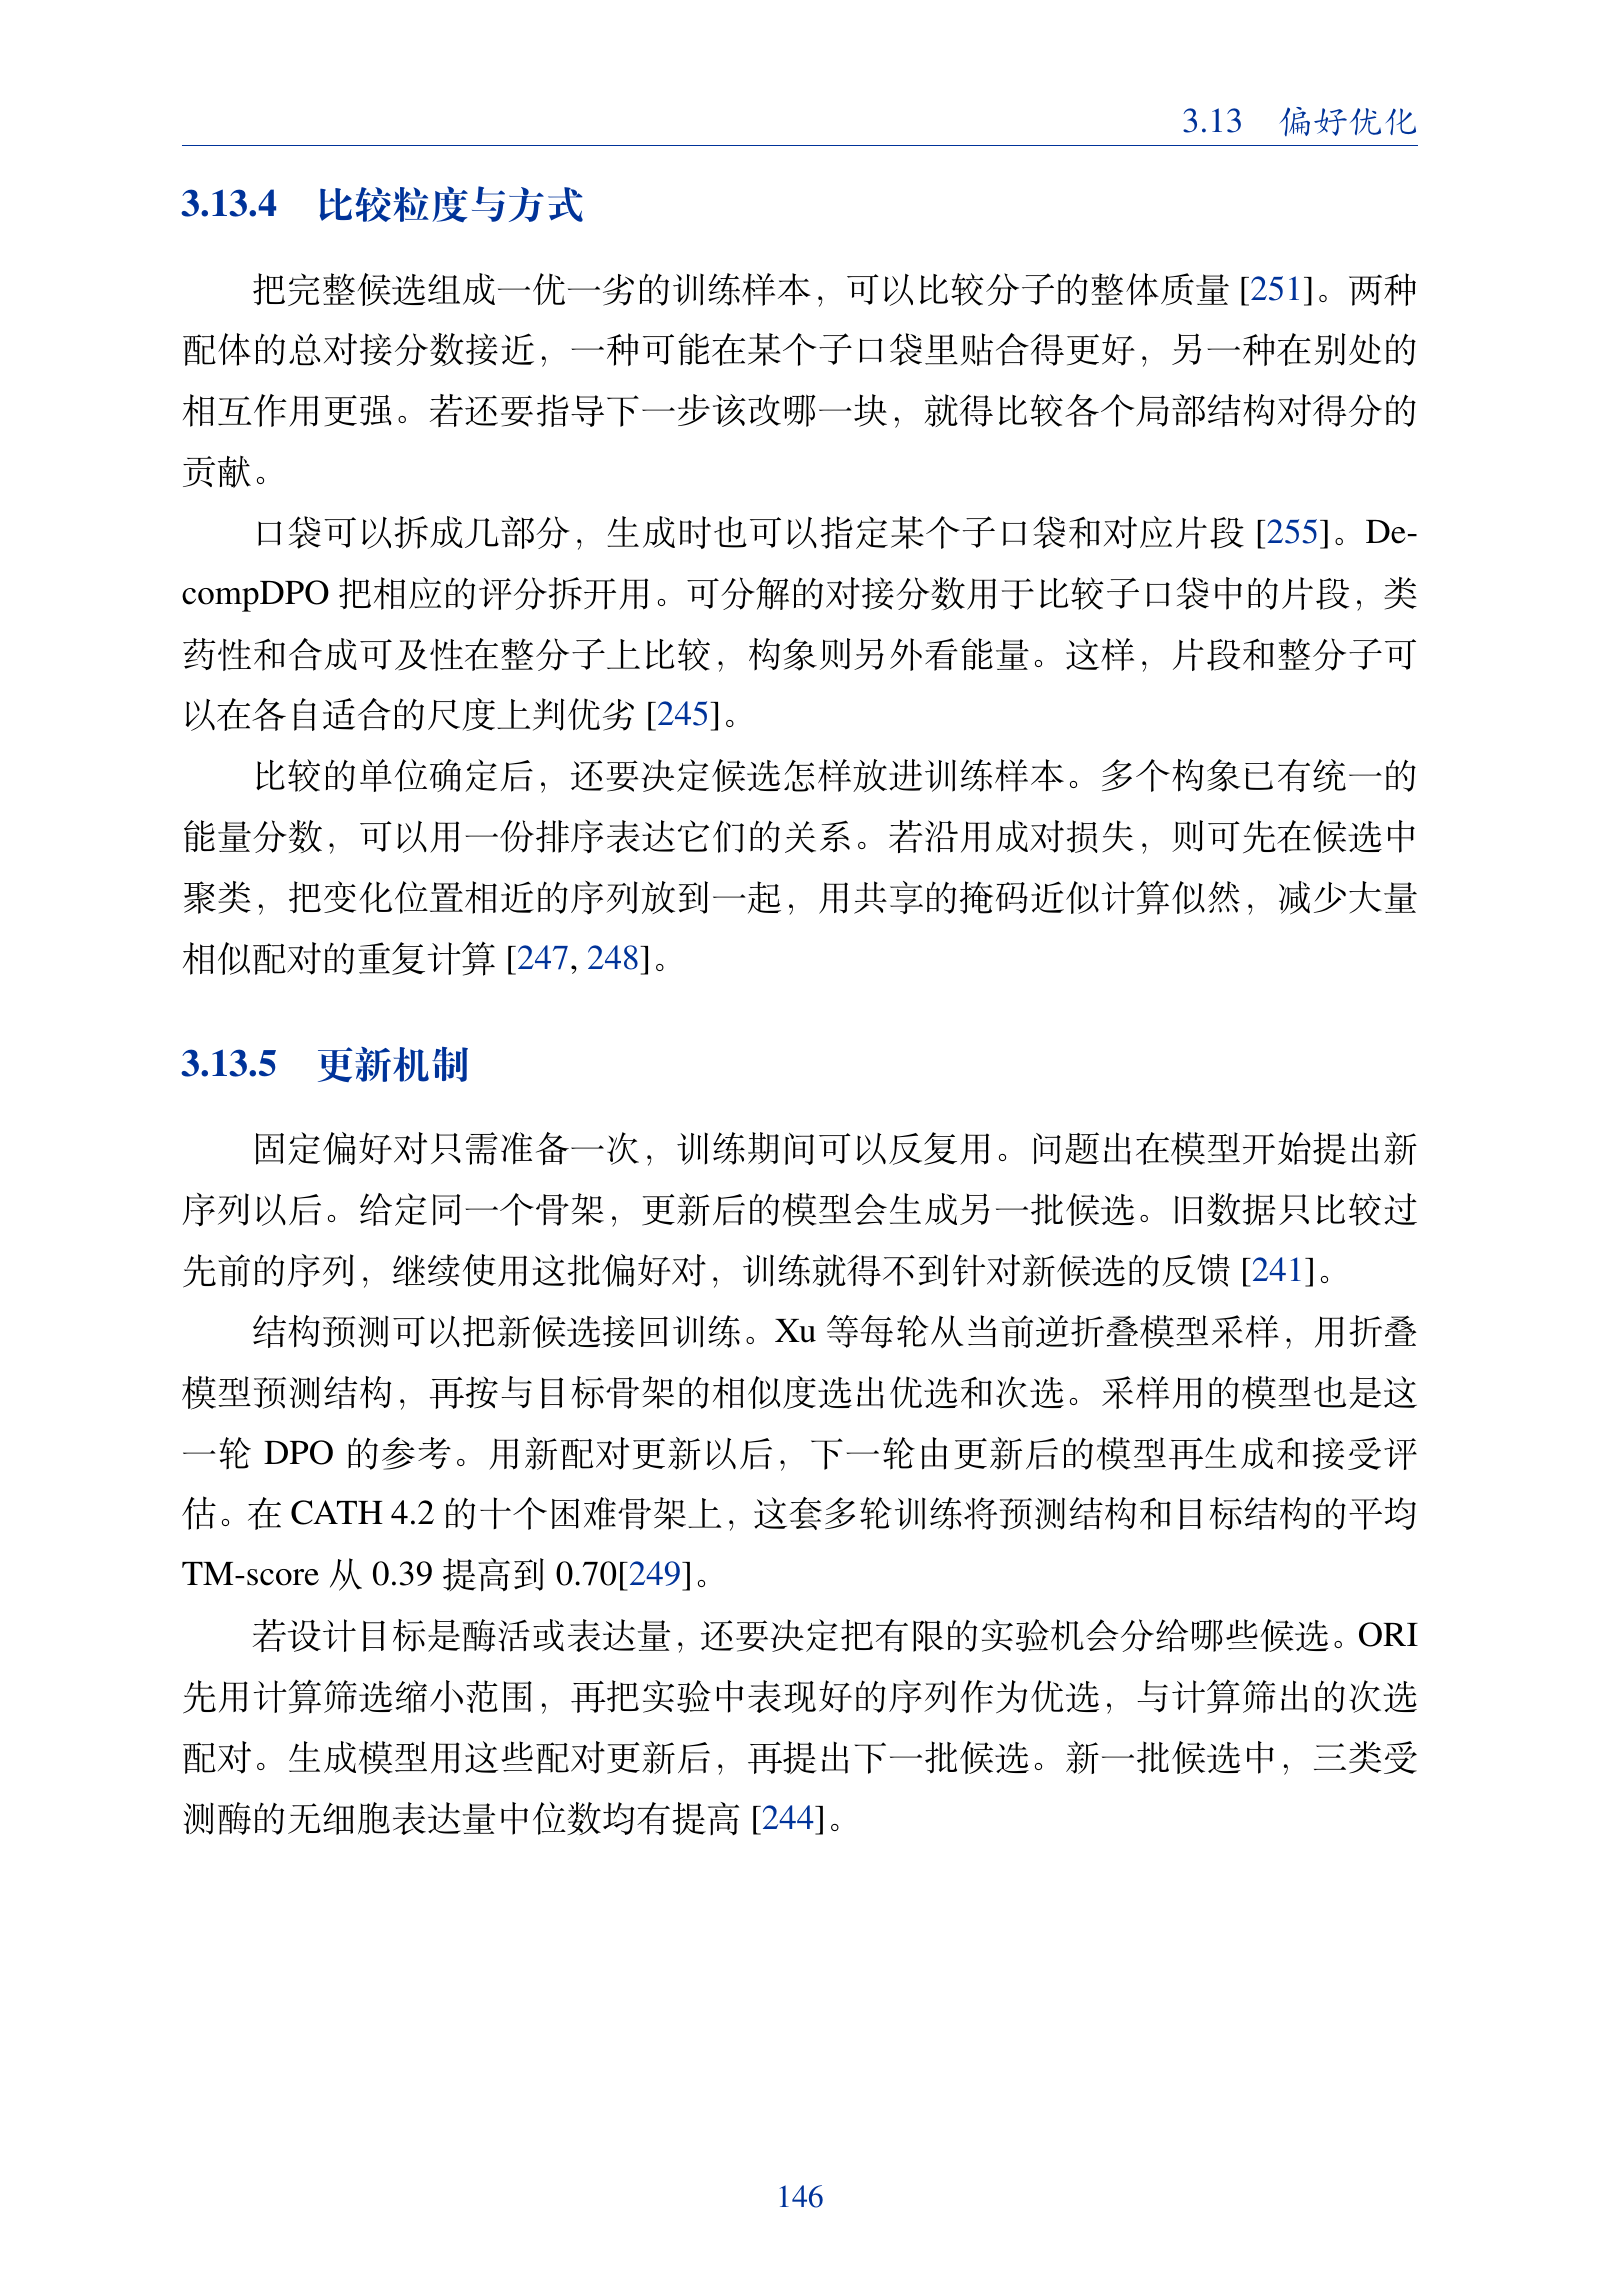 3.13 偏好优化
3.13.4 比较粒度与方式
把完整候选组成一优一劣的训练样本，可以比较分子的整体质量 [251]。两种
配体的总对接分数接近，一种可能在某个子口袋里贴合得更好，另一种在别处的
相互作用更强。若还要指导下一步该改哪一块，就得比较各个局部结构对得分的
贡献。
口袋可以拆成几部分，生成时也可以指定某个子口袋和对应片段 [255]。De-
compDPO 把相应的评分拆开用。可分解的对接分数用于比较子口袋中的片段，类
药性和合成可及性在整分子上比较，构象则另外看能量。这样，片段和整分子可
以在各自适合的尺度上判优劣 [245]。
比较的单位确定后，还要决定候选怎样放进训练样本。多个构象已有统一的
能量分数，可以用一份排序表达它们的关系。若沿用成对损失，则可先在候选中
聚类，把变化位置相近的序列放到一起，用共享的掩码近似计算似然，减少大量
相似配对的重复计算 [247, 248]。
3.13.5 更新机制
固定偏好对只需准备一次，训练期间可以反复用。问题出在模型开始提出新
序列以后。给定同一个骨架，更新后的模型会生成另一批候选。旧数据只比较过
先前的序列，继续使用这批偏好对，训练就得不到针对新候选的反馈 [241]。
结构预测可以把新候选接回训练。Xu 等每轮从当前逆折叠模型采样，用折叠
模型预测结构，再按与目标骨架的相似度选出优选和次选。采样用的模型也是这
一轮 DPO 的参考。用新配对更新以后，下一轮由更新后的模型再生成和接受评
估。在 CATH 4.2 的十个困难骨架上，这套多轮训练将预测结构和目标结构的平均
TM-score 从 0.39 提高到 0.70[249]。
若设计目标是酶活或表达量，还要决定把有限的实验机会分给哪些候选。ORI
先用计算筛选缩小范围，再把实验中表现好的序列作为优选，与计算筛出的次选
配对。生成模型用这些配对更新后，再提出下一批候选。新一批候选中，三类受
测酶的无细胞表达量中位数均有提高 [244]。
146